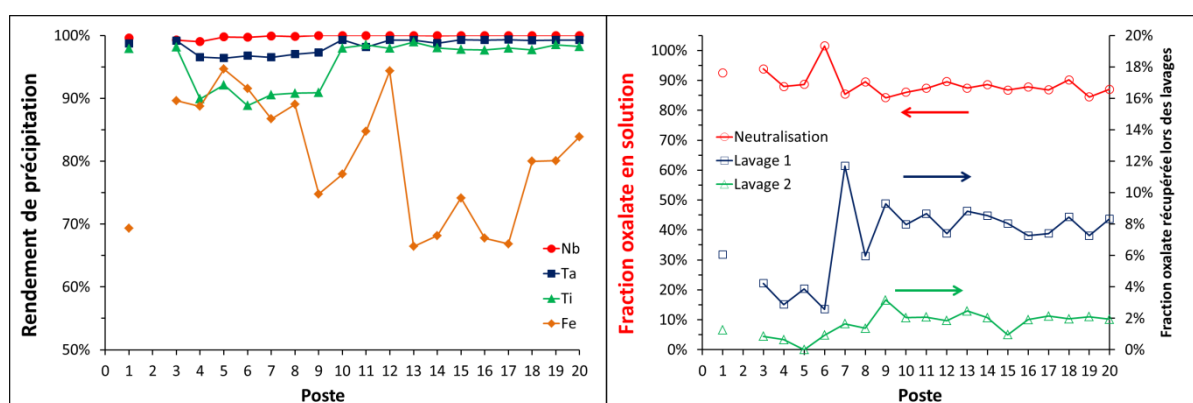 Rendement de précipitation
100%
90%
80%
70%
60%
50%
Nb
Ta
Ti
Fe
0 1 2 3 4 5 6 7 8 9 10 11 12 13 14 15 16 17 18 19 20
Poste
Fraction oxalate en solution
100%
90%
80%
70%
60%
50%
40%
30%
20%
10%
0%
Neutralisation
Lavage 1
Lavage 2
20%
18%
16%
14%
12%
10%
8%
6%
4%
2%
0%
Fraction oxalate récupérée lors des lavages
0 1 2 3 4 5 6 7 8 9 10 11 12 13 14 15 16 17 18 19 20
Poste